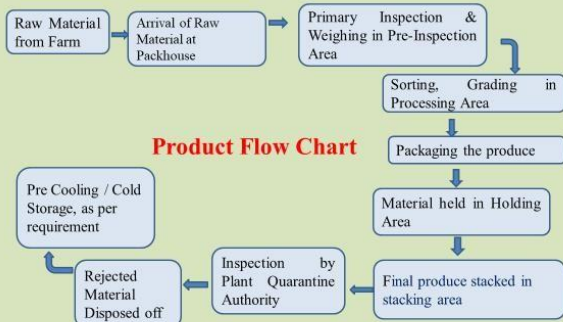 Raw Material
from Farm
Arrival of Raw
Material at
Packhouse
Primary Inspection &
Weighing in Pre-Inspection
Area
Sorting, Grading in
Processing Area
Product Flow Chart
Packaging the produce
Pre Cooling / Cold
Storage, as per
requirement
Material held in Holding
Area
Rejected
Material
Disposed off
Inspection by
Plant Quarantine
Authority
Final produce stacked in
stacking area